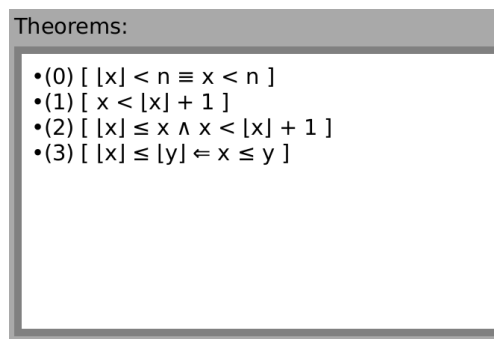 Theorems:
•(0) [ ⌊x⌋ < n ≡ x < n ]
•(1) [ x < ⌊x⌋ + 1 ]
•(2) [ ⌊x⌋ ≤ x ∧ x < ⌊x⌋ + 1 ]
•(3) [ ⌊x⌋ ≤ ⌊y⌋ ⇐ x ≤ y ]